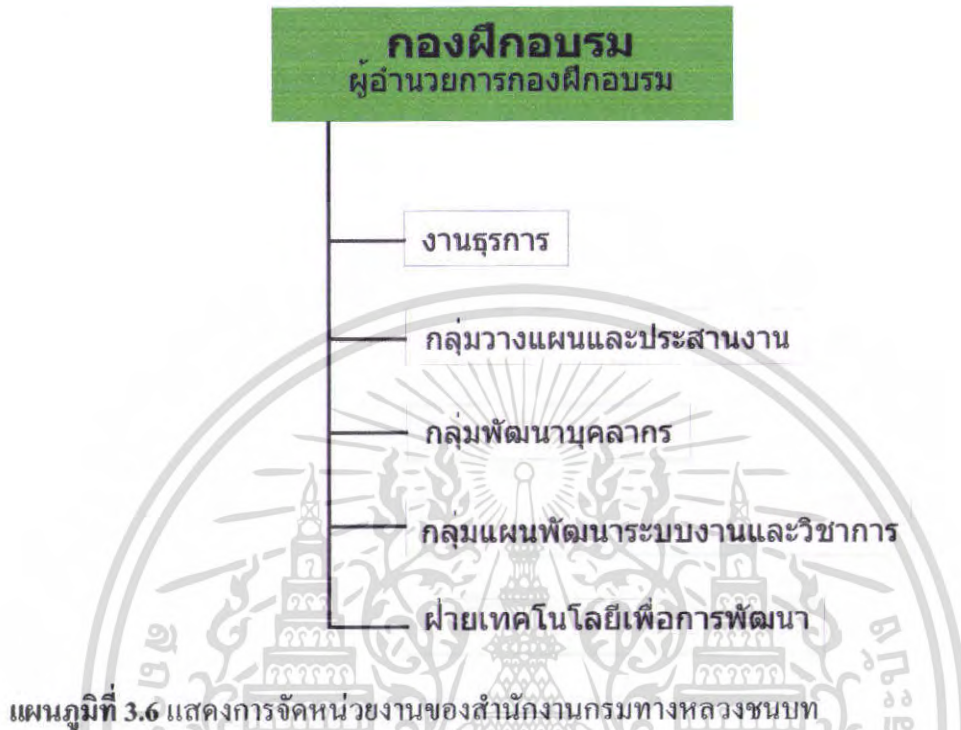 กองฝึกอบรม
ผู้อำนวยการกองฝึกอบรม
งานธุรการ
กลุ่มวางแผนและประสานงาน
กลุ่มพัฒนาบุคลากร
กลุ่มแผนพัฒนาระบบงานและวิชาการ
ฝ่ายเทคโนโลยีเพื่อการพัฒนา
แผนภูมิที่ 3.6 แสดงการจัดหน่วยงานของสำนักงานกรมทางหลวงชนบท